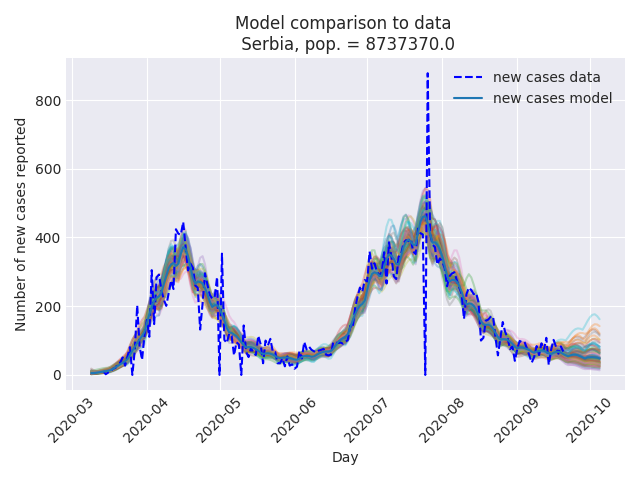 Model comparison to data
Serbia, pop. = 8737370.0
new cases data
new cases model
Number of new cases reported
800
600
400
200
0
2020-03
2020-04
2020-05
2020-06
2020-07
2020-08
2020-09
2020-10
Day